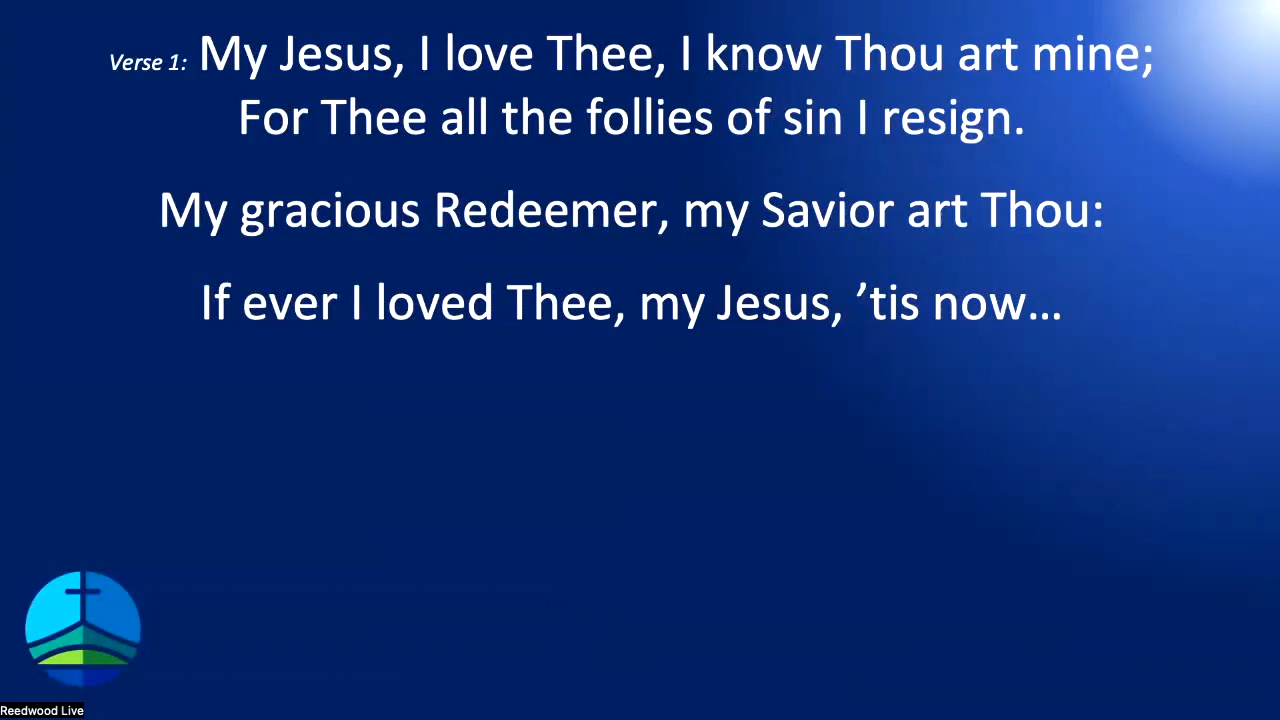 Verse 1: My Jesus, I love Thee, I know Thou art mine;
For Thee all the follies of sin I resign.
My gracious Redeemer, my Savior art Thou:
If ever I loved Thee, my Jesus, ’tis now…
Reedwood Live